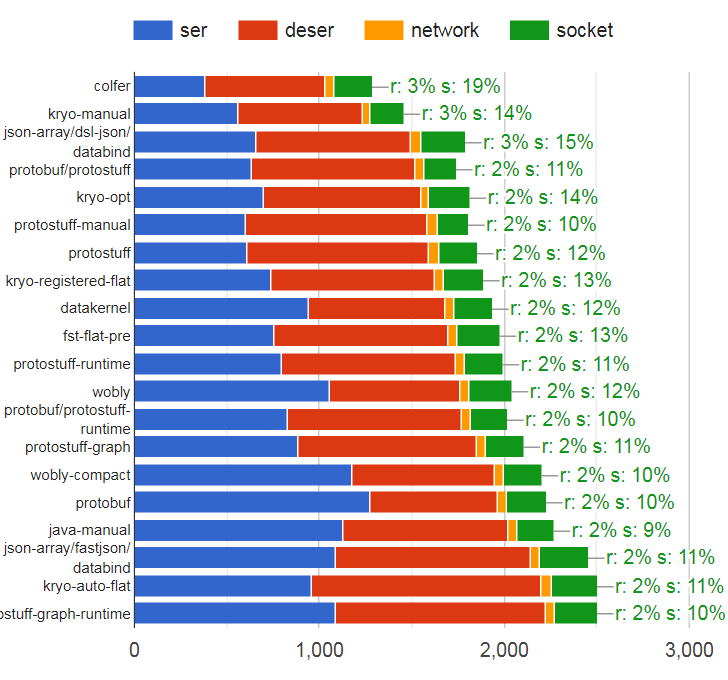 ser deser network socket
colfer r: 3% s: 19%
kryo-manual r: 3% s: 14%
json-array/dsl-json/
databind r: 3% s: 15%
protobuf/protostuff r: 2% s: 11%
kryo-opt r: 2% s: 14%
protostuff-manual r: 2% s: 10%
protostuff r: 2% s: 12%
kryo-registered-flat r: 2% s: 13%
datakernel r: 2% s: 12%
fst-flat-pre r: 2% s: 13%
protostuff-runtime r: 2% s: 11%
wobly r: 2% s: 12%
protobuf/protostuff-
runtime r: 2% s: 10%
protostuff-graph r: 2% s: 11%
wobly-compact r: 2% s: 10%
protobuf r: 2% s: 10%
java-manual r: 2% s: 9%
json-array/fastjson/
databind r: 2% s: 11%
kryo-auto-flat r: 2% s: 11%
ostuff-graph-runtime r: 2% s: 10%
0 1,000 2,000 3,000